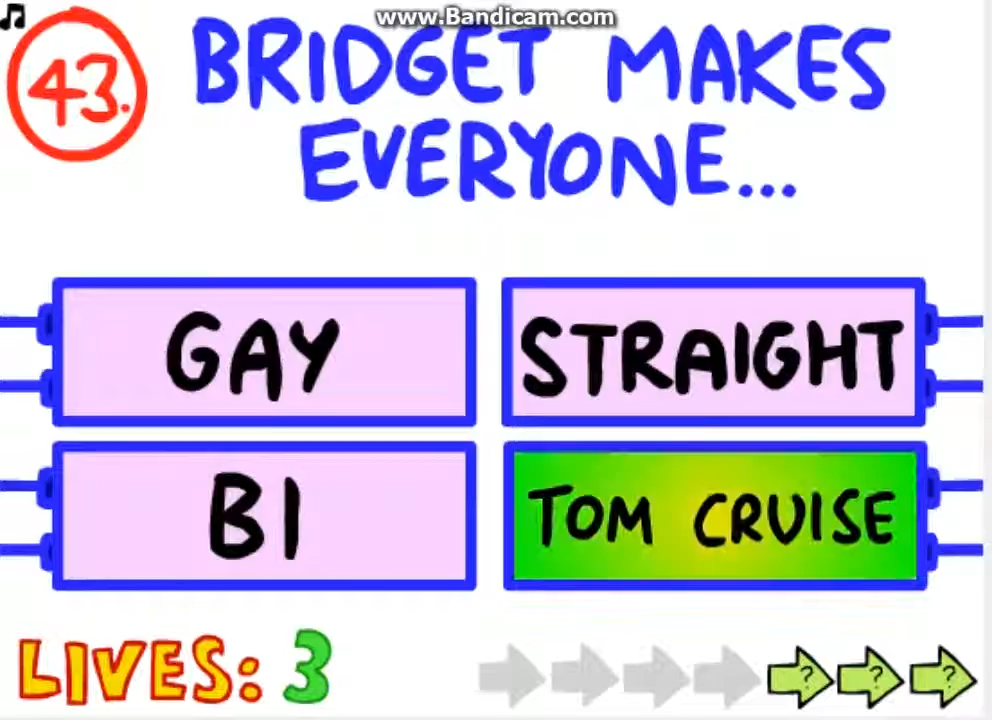 www.Bandicam.com
43.
BRIDGET MAKES
EVERYONE...
GAY
STRAIGHT
BI
TOM CRUISE
LIVES: 3
? ? ?